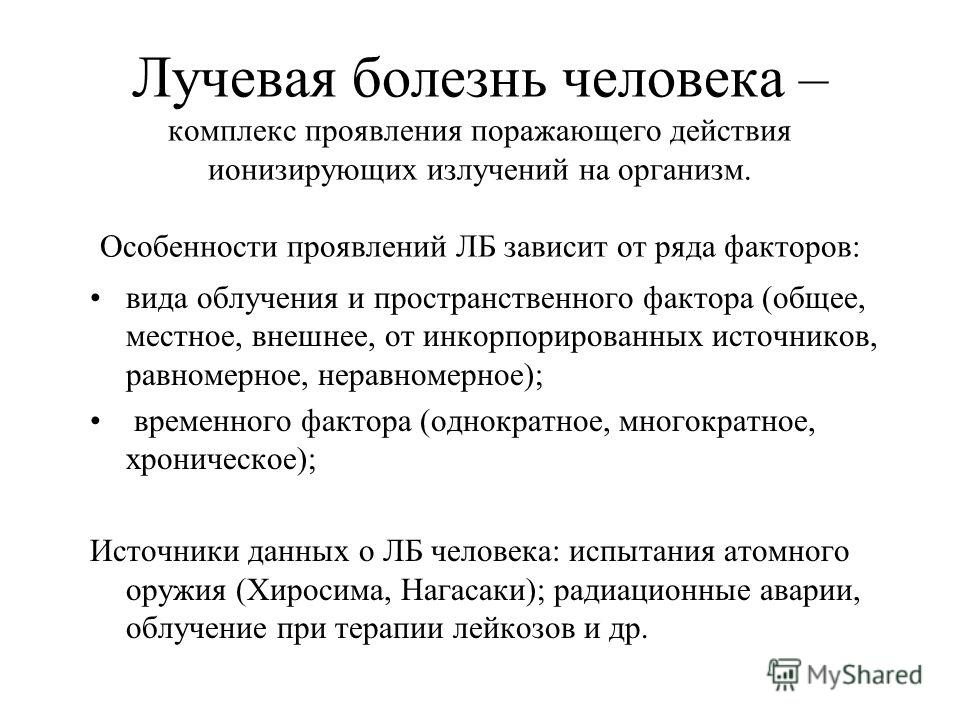 Лучевая болезнь человека –
комплекс проявления поражающего действия
ионизирующих излучений на организм.
Особенности проявлений ЛБ зависит от ряда факторов:
• вида облучения и пространственного фактора (общее,
местное, внешнее, от инкорпорированных источников,
равномерное, неравномерное);
• временного фактора (однократное, многократное,
хроническое);
Источники данных о ЛБ человека: испытания атомного
оружия (Хиросима, Нагасаки); радиационные аварии,
облучение при терапии лейкозов и др.
MyShared